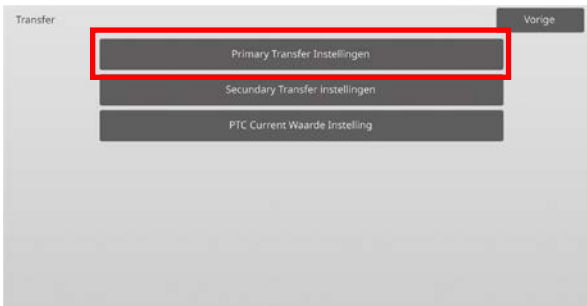 Transfer
Vorige
Primary Transfer Instellingen
Secundary Transfer instellingen
PTC Current Waarde Instelling